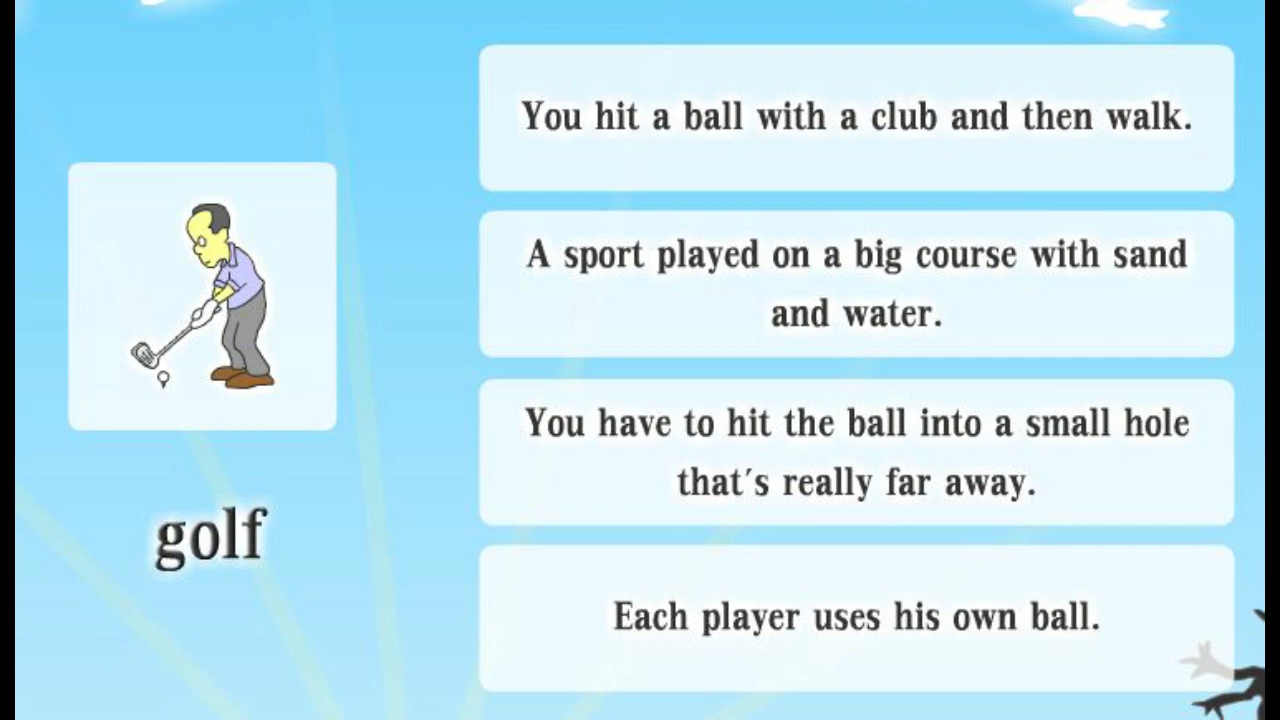 You hit a ball with a club and then walk.
A sport played on a big course with sand
and water.
You have to hit the ball into a small hole
that's really far away.
Each player uses his own ball.
golf